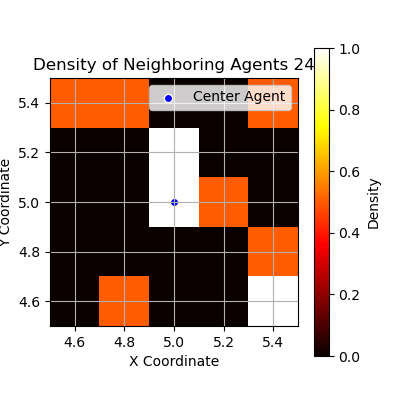 Density of Neighboring Agents 24
Center Agent
5.4
5.2
5.0
4.8
4.6
Y Coordinate
4.6 4.8 5.0 5.2 5.4
X Coordinate
1.0
0.8
0.6
0.4
0.2
0.0
Density